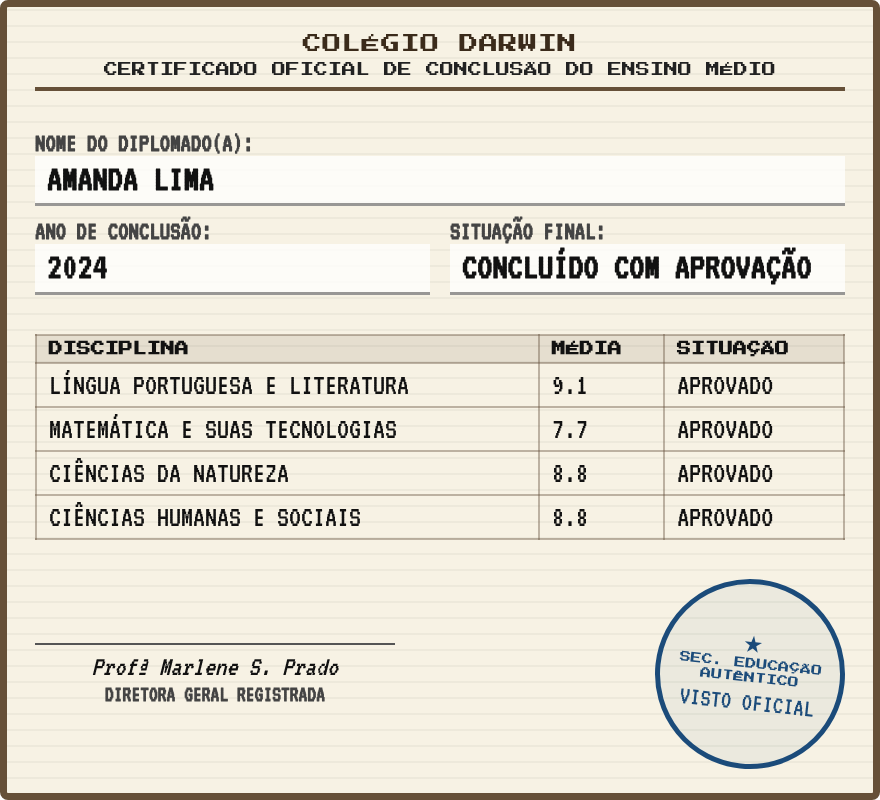 COLÉGIO DARWIN
CERTIFICADO OFICIAL DE CONCLUSÃO DO ENSINO MÉDIO
NOME DO DIPLOMADO(A):
AMANDA LIMA
ANO DE CONCLUSÃO: SITUAÇÃO FINAL:
2024 CONCLUÍDO COM APROVAÇÃO
DISCIPLINA MÉDIA SITUAÇÃO
LÍNGUA PORTUGUESA E LITERATURA 9.1 APROVADO
MATEMÁTICA E SUAS TECNOLOGIAS 7.7 APROVADO
CIÊNCIAS DA NATUREZA 8.8 APROVADO
CIÊNCIAS HUMANAS E SOCIAIS 8.8 APROVADO
Profª Marlene S. Prado
DIRETORA GERAL REGISTRADA
★
SEC. EDUCAÇÃO
AUTÊNTICO
VISTO OFICIAL